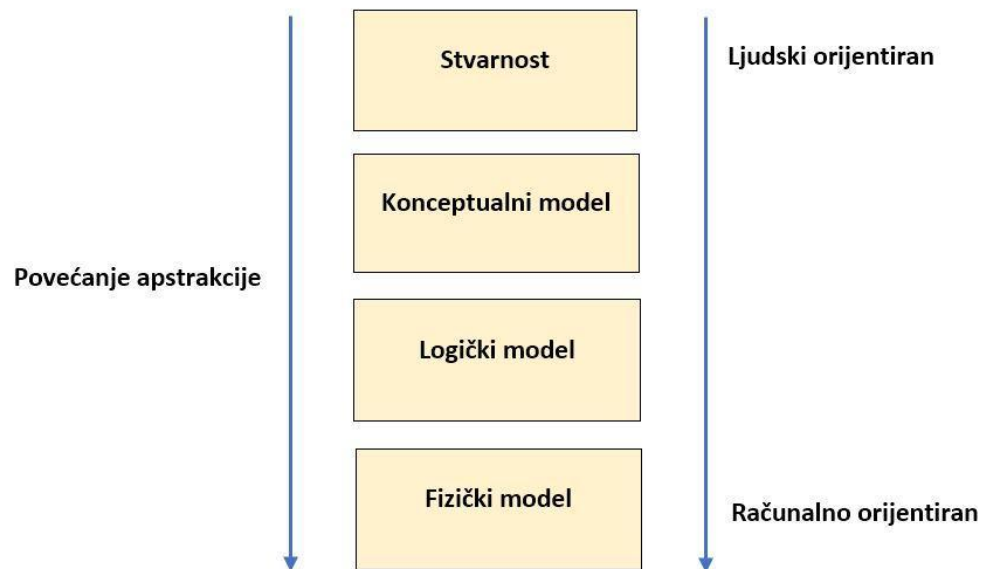 Stvarnost
Ljudski orijentiran
Konceptualni model
Povećanje apstrakcije
Logički model
Fizički model
Računalno orijentiran